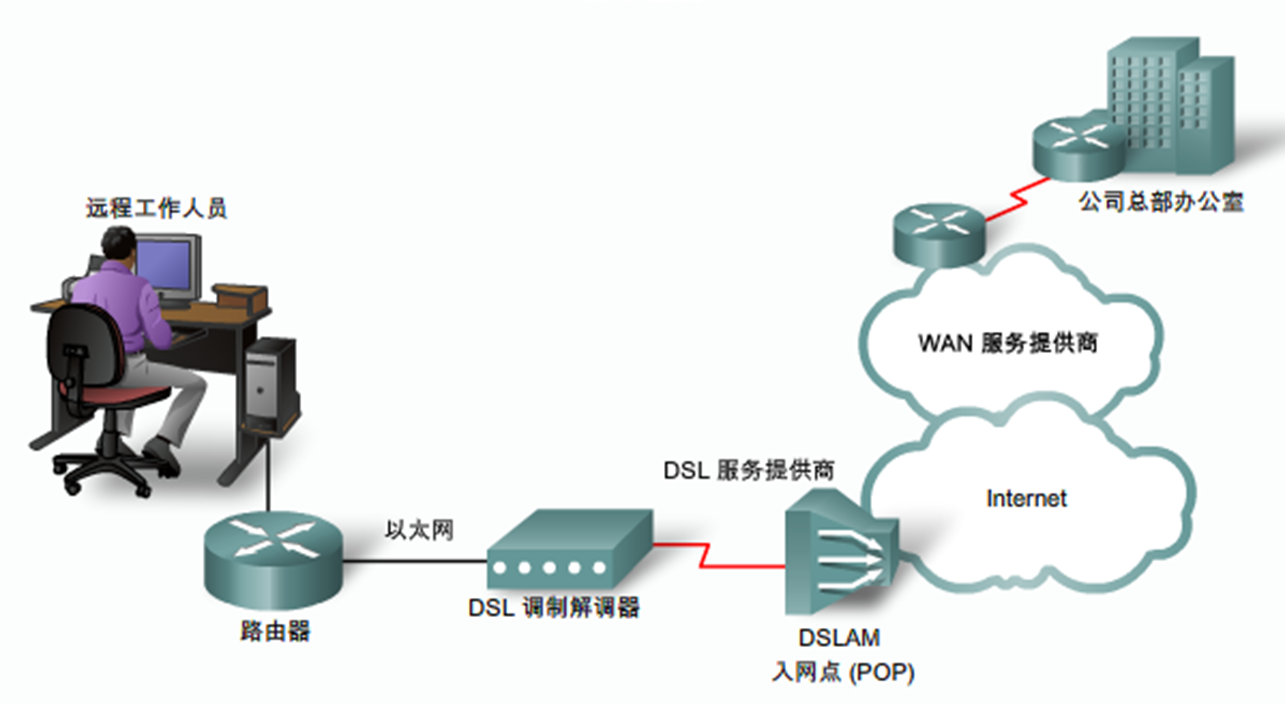 公司总部办公室
远程工作人员
WAN 服务提供商
DSL 服务提供商
Internet
以太网
DSL 调制解调器
路由器
DSLAM
入网点 (POP)